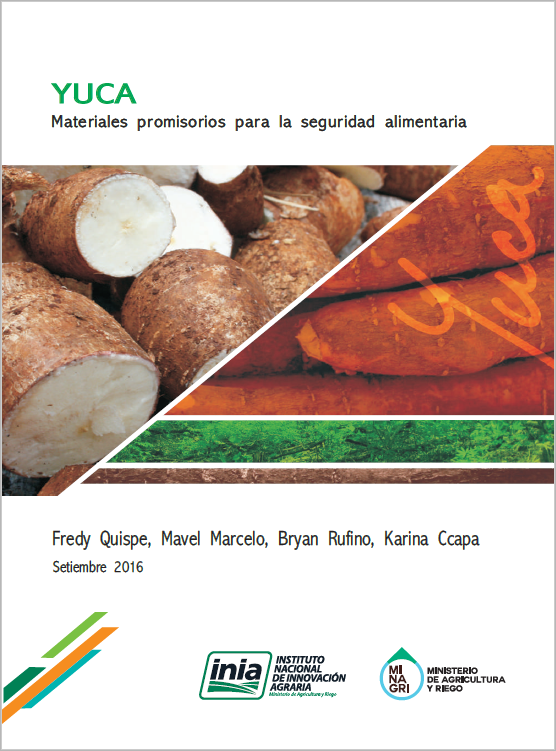 YUCA
Materiales promisorios para la seguridad alimentaria
Yuca
Fredy Quispe, Mavel Marcelo, Bryan Rufino, Karina Ccapa
Setiembre 2016
inia
INSTITUTO
NACIONAL
DE INNOVACIÓN
AGRARIA
Ministerio de Agricultura y Riego
MI
NA
GRI
MINISTERIO
DE AGRICULTURA
Y RIEGO